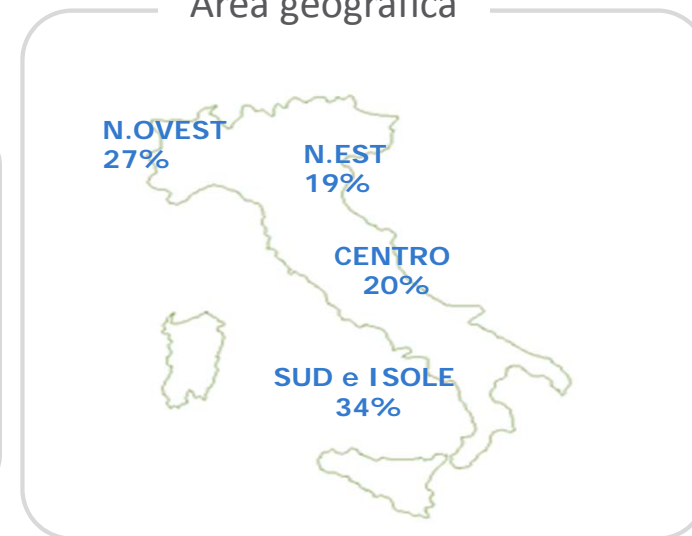 Area geografica
N.OVEST
27%
N.EST
19%
CENTRO
20%
SUD e ISOLE
34%